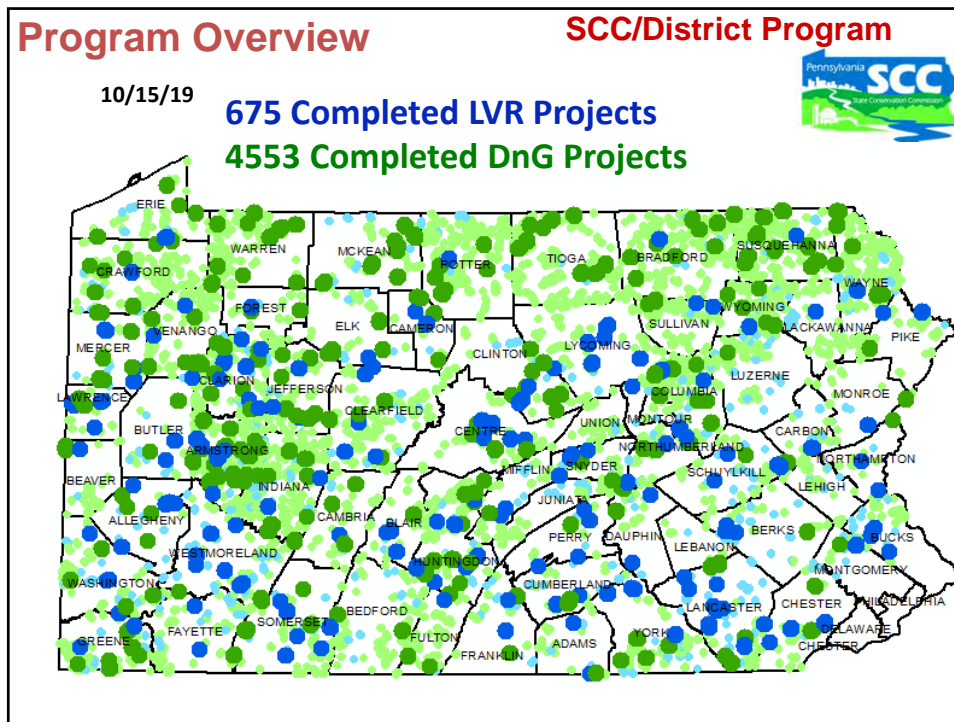 Program Overview
SCC/District Program
Pennsylvania
SCC
State Conservation Commission
10/15/19
675 Completed LVR Projects
4553 Completed DnG Projects
ERIE
WARREN
MCKEAN
POTTER
TIOGA
BRADFORD
SUSQUEHANNA
CRAWFORD
WAYNE
FOREST
WYOMING
VENANGO
ELK
CAMERON
SULLIVAN
LACKAWANNA
MERCER
CLINTON
LYCOMING
PIKE
CLARION
JEFFERSON
COLUMBIA
LUZERNE
LAWRENCE
CLEARFIELD
MONROE
BUTLER
CENTRE
UNION
MONTOUR
CARBON
ARMSTRONG
NORTHUMBERLAND
NORTHAMPTON
MIFFLIN
SNYDER
SCHUYLKILL
BEAVER
INDIANA
LEHIGH
JUNIATA
ALLEGHENY
CAMBRIA
BLAIR
PERRY
DAUPHIN
BERKS
BUCKS
LEBANON
WESTMORELAND
HUNTINGDON
MONTGOMERY
WASHINGTON
CUMBERLAND
LANCASTER
CHESTER
PHILADELPHIA
BEDFORD
SOMERSET
FAYETTE
FULTON
YORK
DELAWARE
GREENE
ADAMS
CHESTER
FRANKLIN